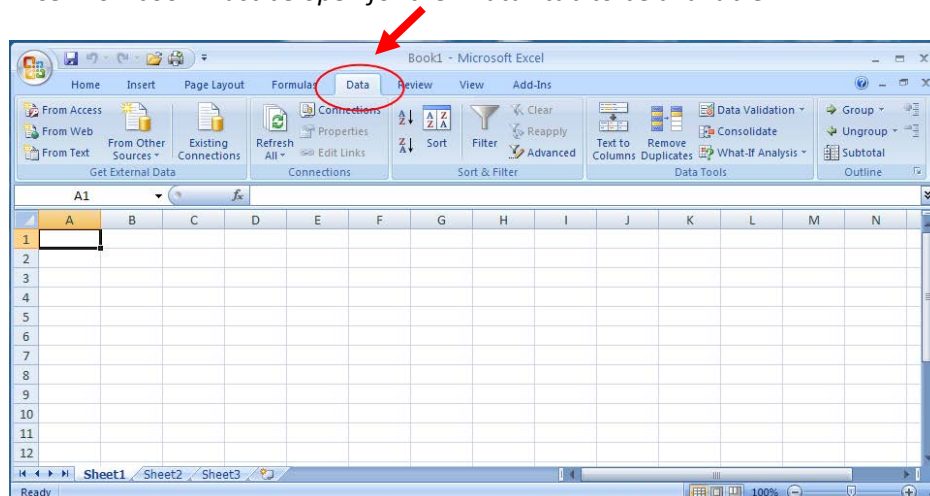 Book1 - Microsoft Excel
Home Insert Page Layout Formulas Data Review View Add-Ins
From Access
From Web
From Text
From Other
Sources
Existing
Connections
Get External Data
Refresh
All
Connections
Properties
Edit Links
Connections
Sort
Filter
Clear
Reapply
Advanced
Sort & Filter
Text to
Columns
Remove
Duplicates
Data Validation
Consolidate
What-If Analysis
Data Tools
Group
Ungroup
Subtotal
Outline
A1 fx
A B C D E F G H I J K L M N
1
2
3
4
5
6
7
8
9
10
11
12
Sheet1 Sheet2 Sheet3
Ready 100%